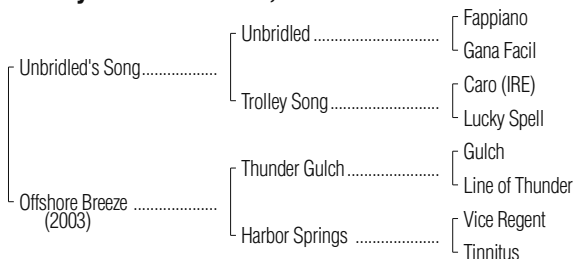 Fappiano
Unbridled ....................
Gana Facil
Unbridled's Song..................
Caro (IRE)
Trolley Song.................
Lucky Spell
Gulch
Thunder Gulch ...................
Line of Thunder
Offshore Breeze ................
(2003)
Vice Regent
Harbor Springs .................
Tinnitus